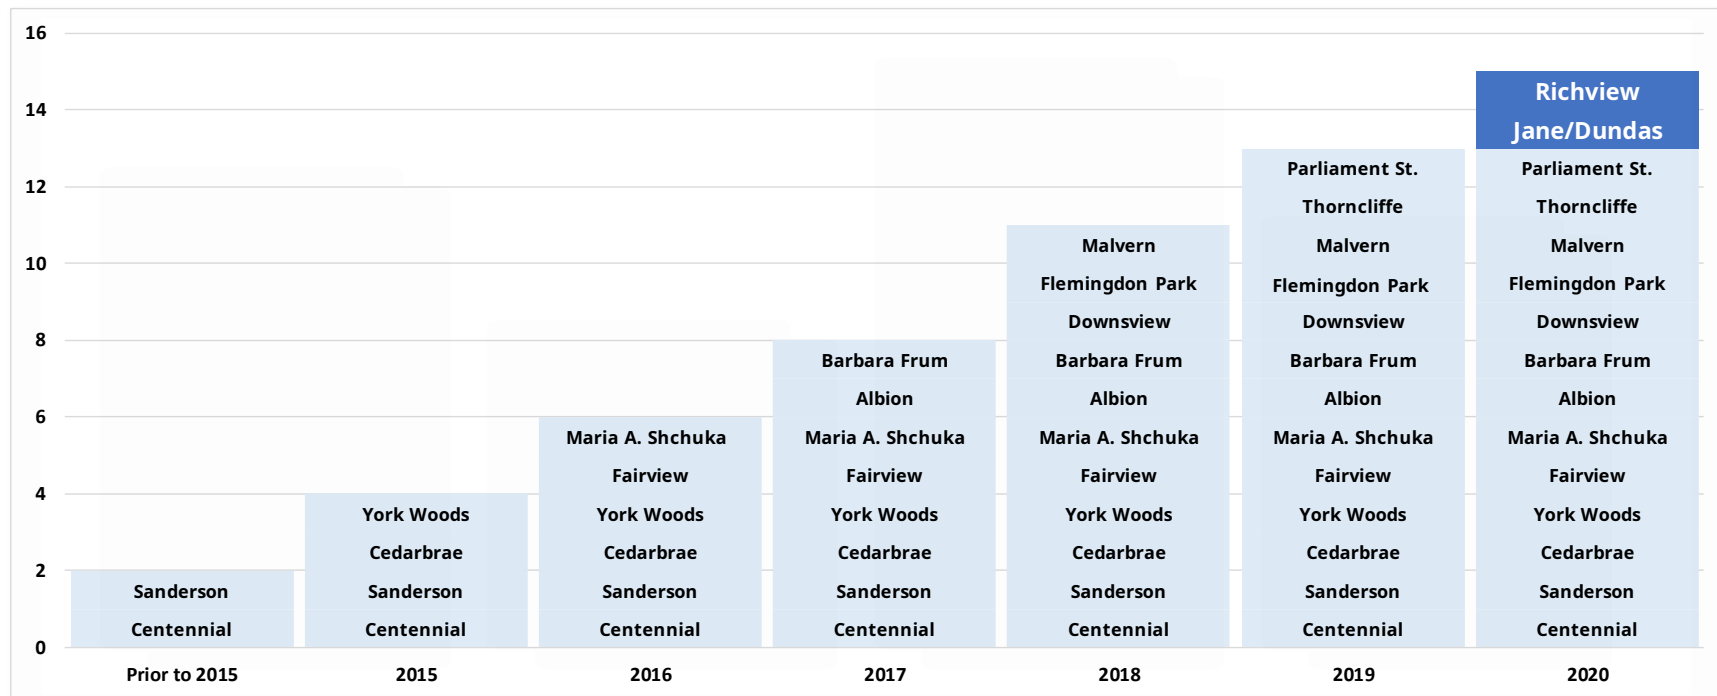 16
14
12
10
8
6
4
2
0
Sanderson
Centennial
Prior to 2015
York Woods
Cedarbrae
Sanderson
Centennial
2015
Maria A. Shchuka
Fairview
York Woods
Cedarbrae
Sanderson
Centennial
2016
Barbara Frum
Albion
Maria A. Shchuka
Fairview
York Woods
Cedarbrae
Sanderson
Centennial
2017
Malvern
Flemingdon Park
Downsview
Barbara Frum
Albion
Maria A. Shchuka
Fairview
York Woods
Cedarbrae
Sanderson
Centennial
2018
Parliament St.
Thorncliffe
Malvern
Flemingdon Park
Downsview
Barbara Frum
Albion
Maria A. Shchuka
Fairview
York Woods
Cedarbrae
Sanderson
Centennial
2019
Richview
Jane/Dundas
Parliament St.
Thorncliffe
Malvern
Flemingdon Park
Downsview
Barbara Frum
Albion
Maria A. Shchuka
Fairview
York Woods
Cedarbrae
Sanderson
Centennial
2020